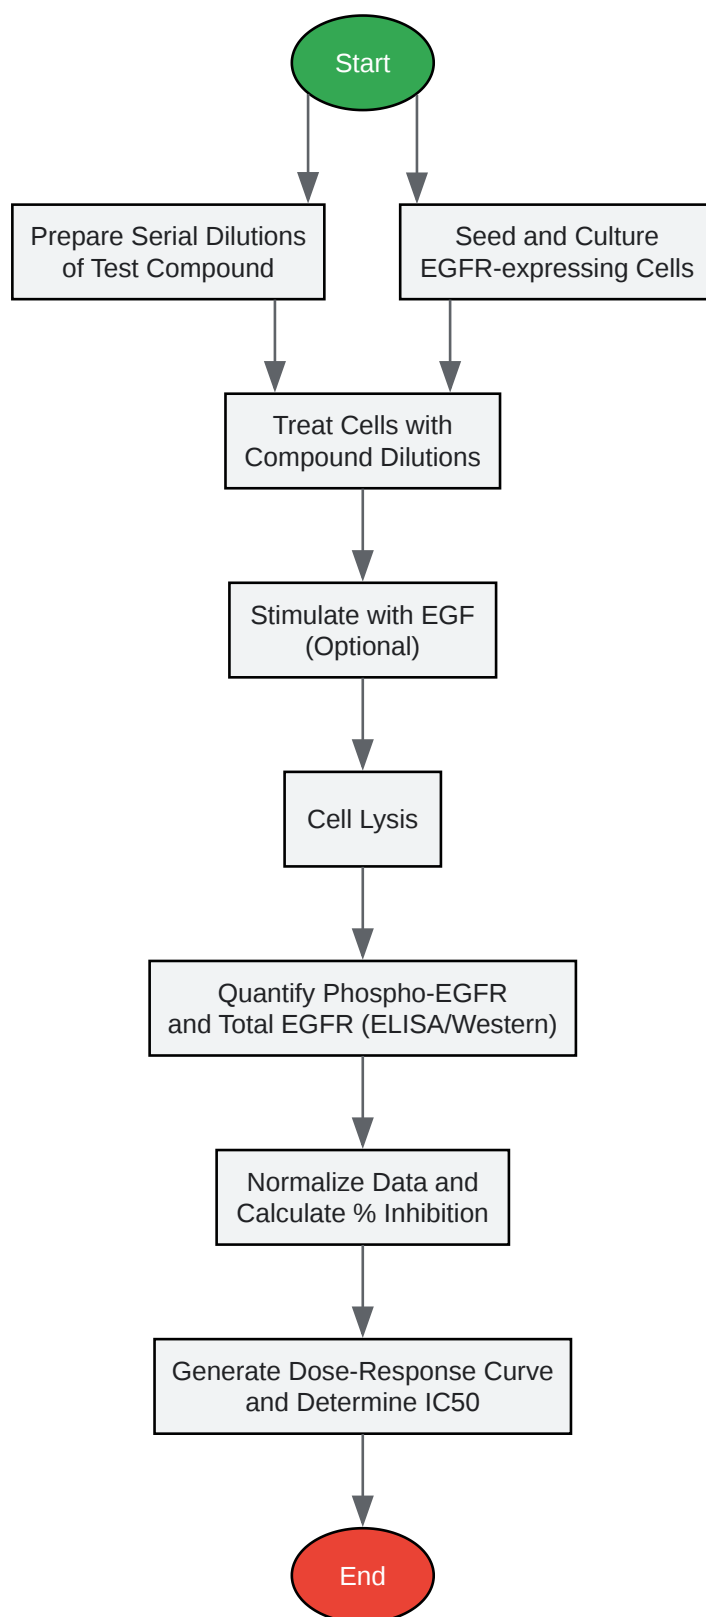 Start
Prepare Serial Dilutions
of Test Compound
Seed and Culture
EGFR-expressing Cells
Treat Cells with
Compound Dilutions
Stimulate with EGF
(Optional)
Cell Lysis
Quantify Phospho-EGFR
and Total EGFR (ELISA/Western)
Normalize Data and
Calculate % Inhibition
Generate Dose-Response Curve
and Determine IC50
End